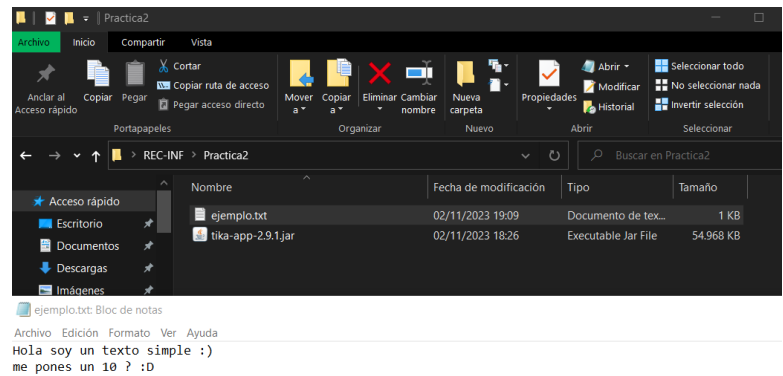 Practica2
Archivo Inicio Compartir Vista
Anclar al Acceso rápido
Copiar
Pegar
Cortar
Copiar ruta de acceso
Pegar acceso directo
Portapapeles
Mover a
Copiar a
Eliminar
Cambiar nombre
Organizar
Nueva carpeta
Nuevo
Propiedades
Abrir
Modificar
Historial
Abrir
Seleccionar todo
No seleccionar nada
Invertir selección
Seleccionar
REC-INF > Practica2
Buscar en Practica2
Acceso rápido
Escritorio
Documentos
Descargas
Imágenes
Nombre Fecha de modificación Tipo Tamaño
ejemplo.txt 02/11/2023 19:09 Documento de tex... 1 KB
tika-app-2.9.1.jar 02/11/2023 18:26 Executable Jar File 54.968 KB
ejemplo.txt: Bloc de notas
Archivo Edición Formato Ver Ayuda
Hola soy un texto simple :)
me pones un 10 ? :D